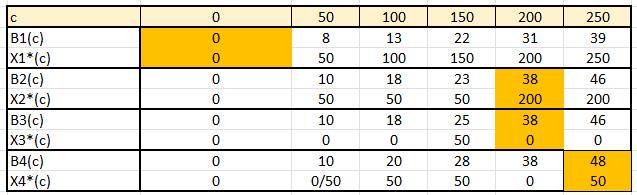 c 0 50 100 150 200 250
B1(c) 0 8 13 22 31 39
X1*(c) 0 50 100 150 200 250
B2(c) 0 10 18 23 38 46
X2*(c) 0 50 50 50 200 200
B3(c) 0 10 18 25 38 46
X3*(c) 0 0 0 50 0 0
B4(c) 0 10 20 28 38 48
X4*(c) 0 0/50 50 50 0 50